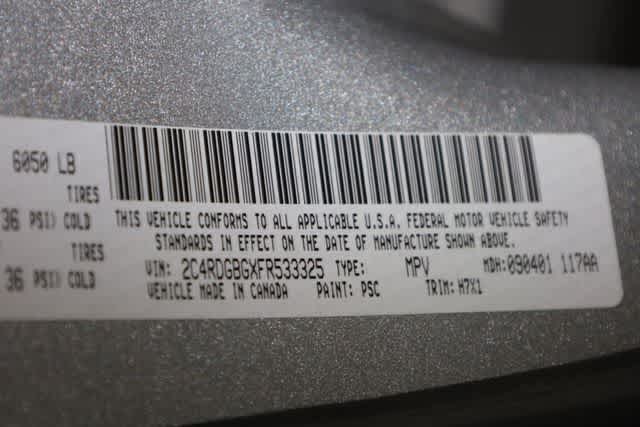 6050 LB
TIRES
36 PSI) COLD
TIRES
36 PSI) COLD
THIS VEHICLE CONFORMS TO ALL APPLICABLE U.S.A. FEDERAL MOTOR VEHICLE SAFETY
STANDARDS IN EFFECT ON THE DATE OF MANUFACTURE SHOWN ABOVE.
VIN: 2C4RDGBGXFR533325 TYPE: MPV MDH:090401 117AA
VEHICLE MADE IN CANADA PAINT: PSC TRIM: H7X1